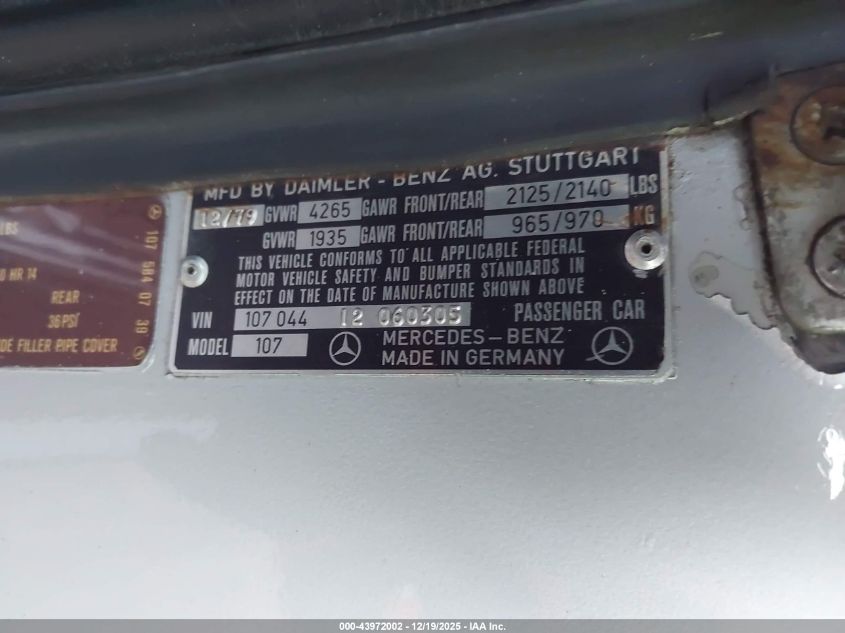 MFD BY DAIMLER - BENZ AG. STUTTGART
12/79 GVWR 4265 GAWR FRONT/REAR 2125/2140 LBS
GVWR 1935 GAWR FRONT/REAR 965/970 KG
THIS VEHICLE CONFORMS TO ALL APPLICABLE FEDERAL
MOTOR VEHICLE SAFETY AND BUMPER STANDARDS IN
EFFECT ON THE DATE OF MANUFACTURE SHOWN ABOVE
VIN 107 044 12 060305 PASSENGER CAR
MODEL 107 MERCEDES-BENZ
MADE IN GERMANY
LBS
HR 14
REAR
36 PSI
FILLER PIPE COVER
107 584 07 39
000-43972002 - 12/19/2025 - IAA Inc.